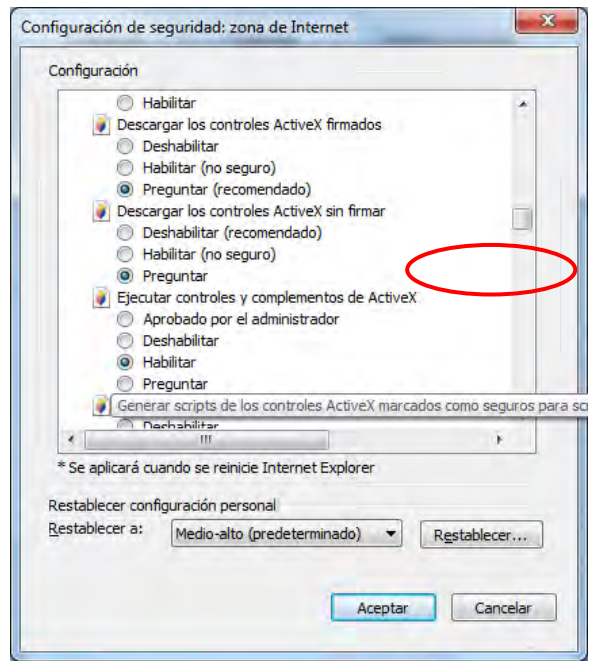 Configuración de seguridad: zona de Internet
Configuración
Habilitar
Descargar los controles ActiveX firmados
Deshabilitar
Habilitar (no seguro)
Preguntar (recomendado)
Descargar los controles ActiveX sin firmar
Deshabilitar (recomendado)
Habilitar (no seguro)
Preguntar
Ejecutar controles y complementos de ActiveX
Aprobado por el administrador
Deshabilitar
Habilitar
Preguntar
Generar scripts de los controles ActiveX marcados como seguros para scr
Deshabilitar
* Se aplicará cuando se reinicie Internet Explorer
Restablecer configuración personal
Restablecer a: Medio-alto (predeterminado) Restablecer...
Aceptar Cancelar